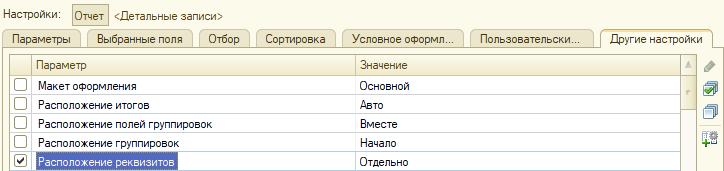 Настройки: Отчет <Детальные записи>
Параметры Выбранные поля Отбор Сортировка Условное оформл... Пользовательски... Другие настройки
Параметр Значение
Макет оформления Основной
Расположение итогов Авто
Расположение полей группировок Вместе
Расположение группировок Начало
Расположение реквизитов Отдельно